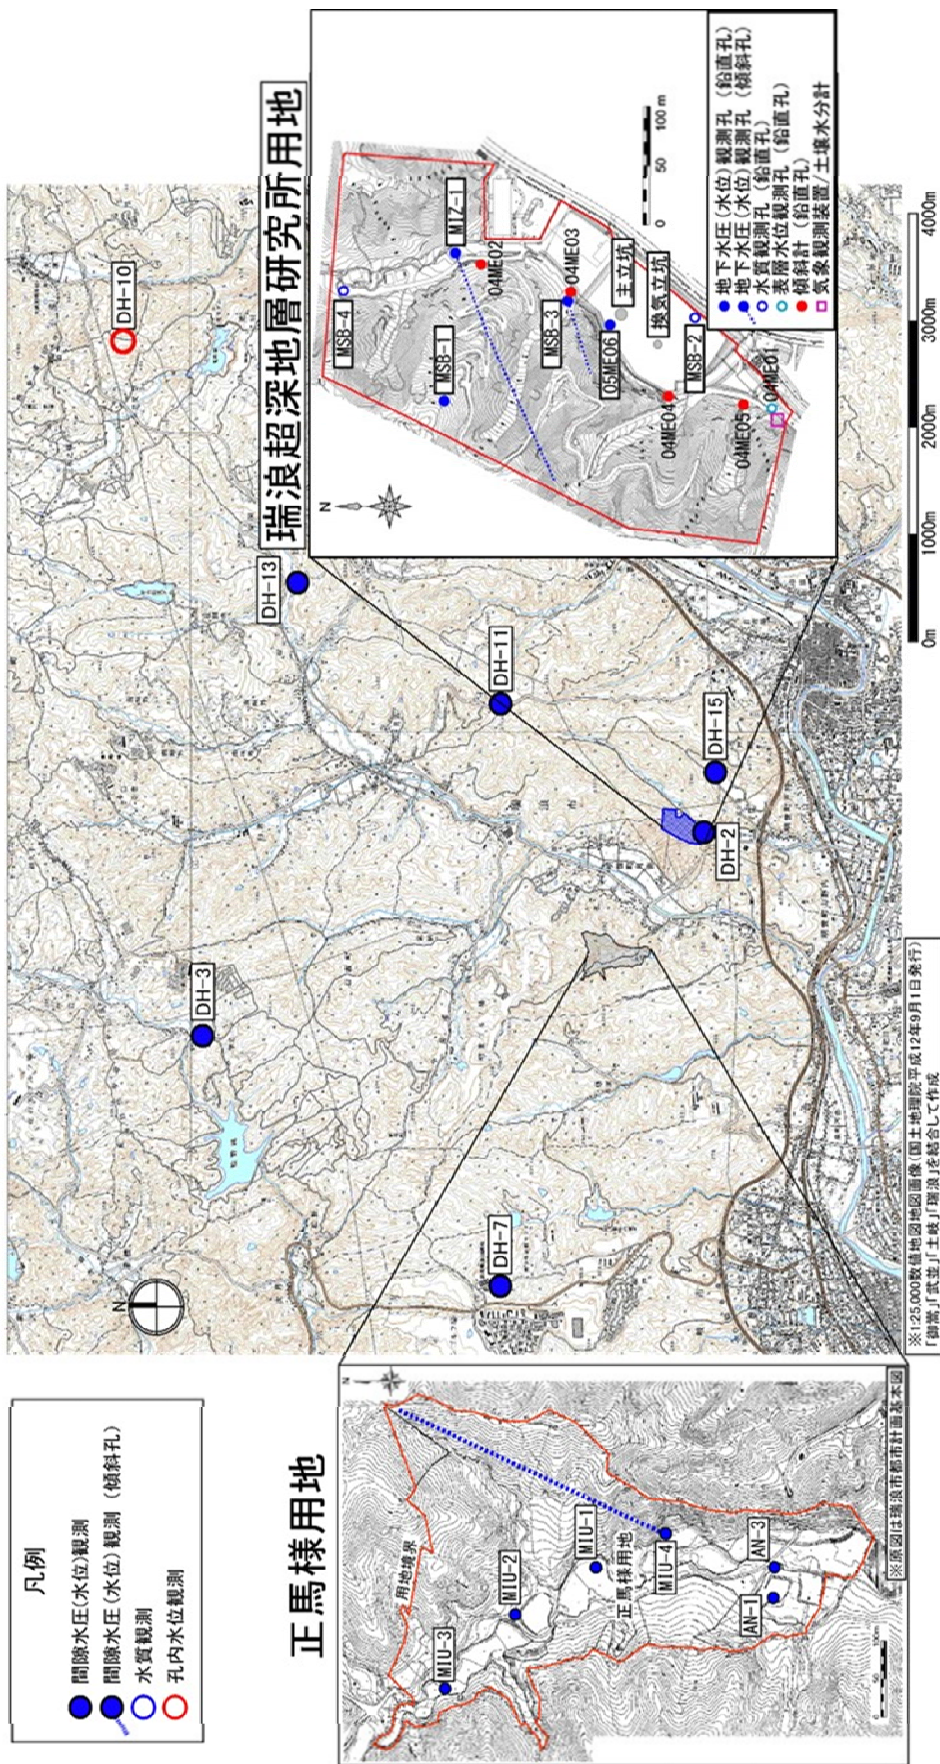 凡例
間隙水圧(水位)観測
間隙水圧(水位)観測 (傾斜孔)
水質観測
孔内水位観測
正馬様用地
N
用地境界
MIU-3
MIU-2
MIU-1
正馬様用地
MIU-4
AN-1
AN-3
0 50 100m
※原図は瑞浪市都市計画基本図
N
DH-7
DH-3
DH-2
DH-15
DH-11
DH-13
DH-10
瑞浪超深地層研究所用地
N
MSB-4
MIZ-1
04ME02
MSB-1
04ME03
MSB-3
主立坑
05ME06
換気立坑
MSB-2
04ME04
04ME05
04ME01
0 50 100 m
地下水圧(水位)観測孔 (鉛直孔)
地下水圧(水位)観測孔 (傾斜孔)
水質観測孔 (鉛直孔)
表層水位観測孔(鉛直孔)
傾斜計 (鉛直孔)
気象観測装置/土壌水分計
0m 1000m 2000m 3000m 4000m
※1:25,000数値地図地図画像(国土地理院平成12年9月1日発行)
「御嵩」「武並」「土岐」「瑞浪」を結合して作成